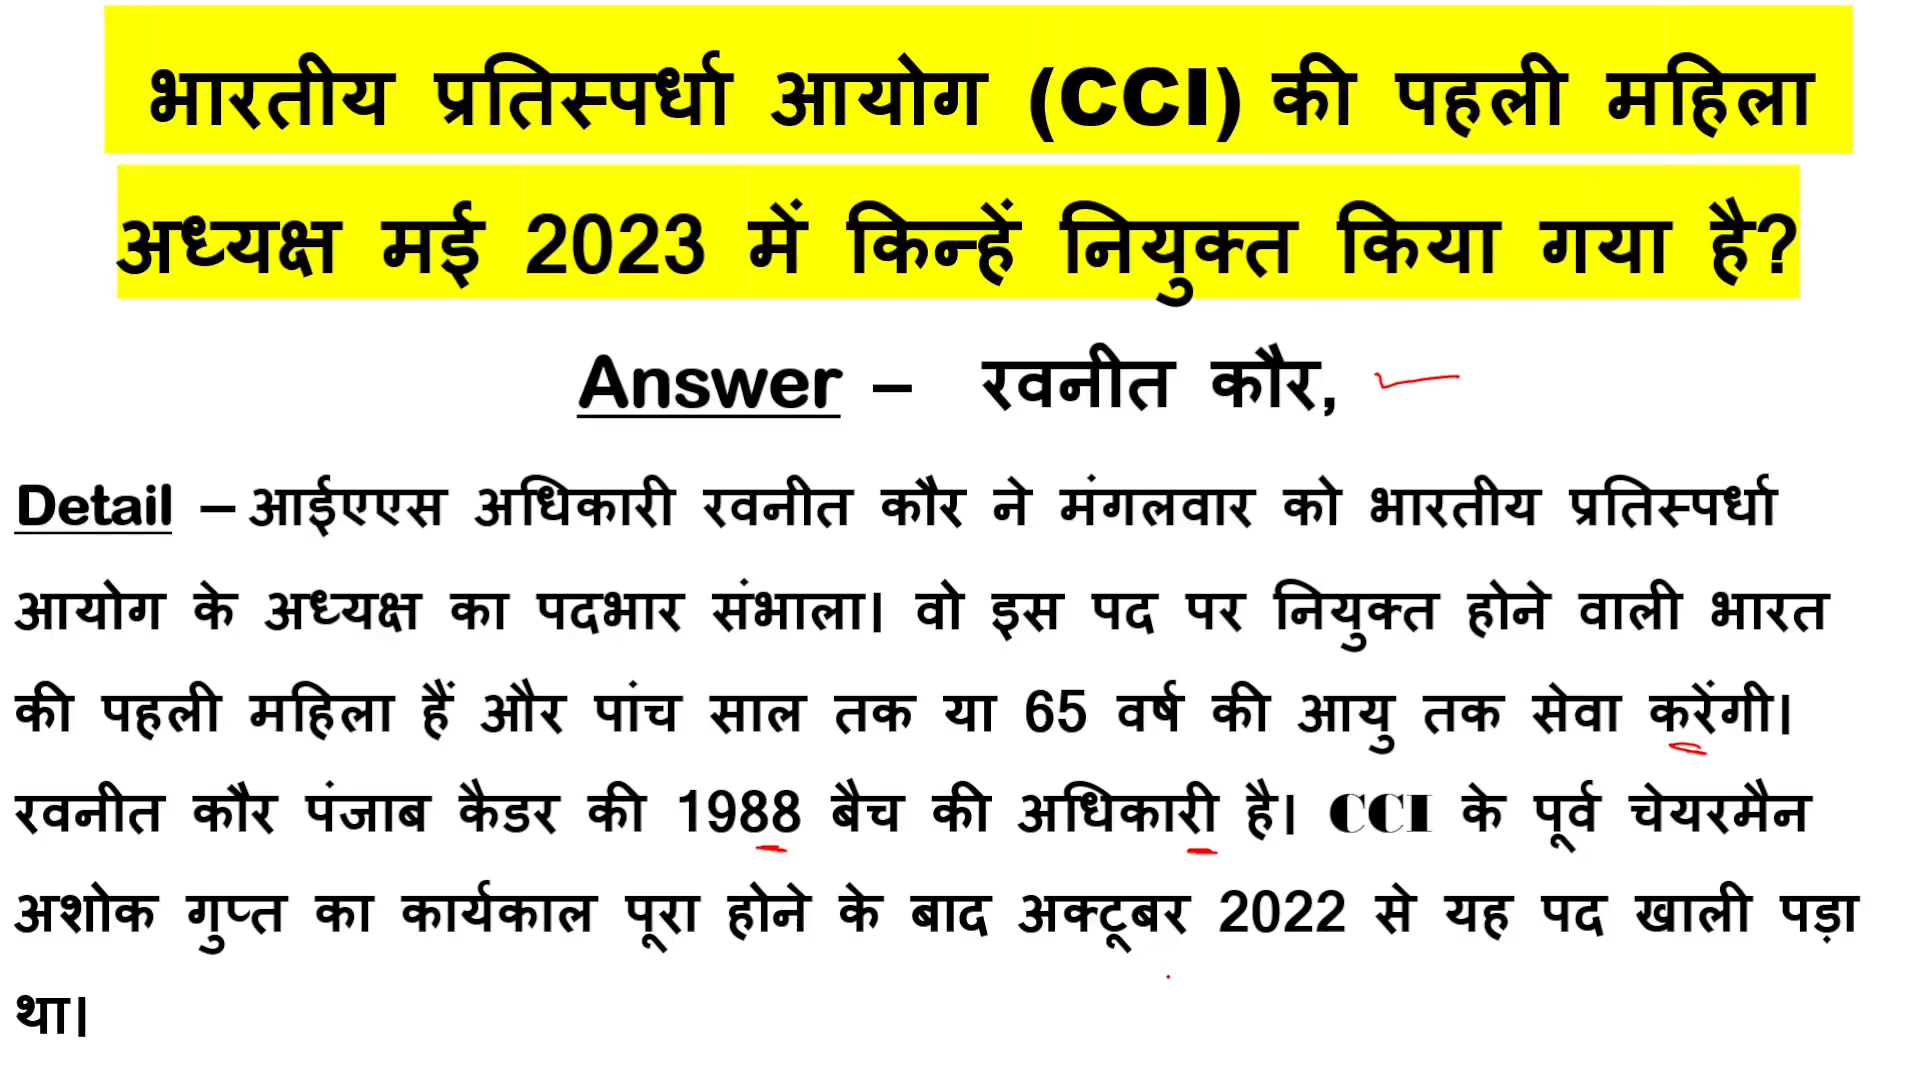 भारतीय प्रतिस्पर्धा आयोग (CCI) की पहली महिला
अध्यक्ष मई 2023 में किन्हें नियुक्त किया गया है?
Answer – रवनीत कौर,
Detail – आईएएस अधिकारी रवनीत कौर ने मंगलवार को भारतीय प्रतिस्पर्धा
आयोग के अध्यक्ष का पदभार संभाला। वो इस पद पर नियुक्त होने वाली भारत
की पहली महिला हैं और पांच साल तक या 65 वर्ष की आयु तक सेवा करेंगी।
रवनीत कौर पंजाब कैडर की 1988 बैच की अधिकारी है। CCI के पूर्व चेयरमैन
अशोक गुप्त का कार्यकाल पूरा होने के बाद अक्टूबर 2022 से यह पद खाली पड़ा
था।